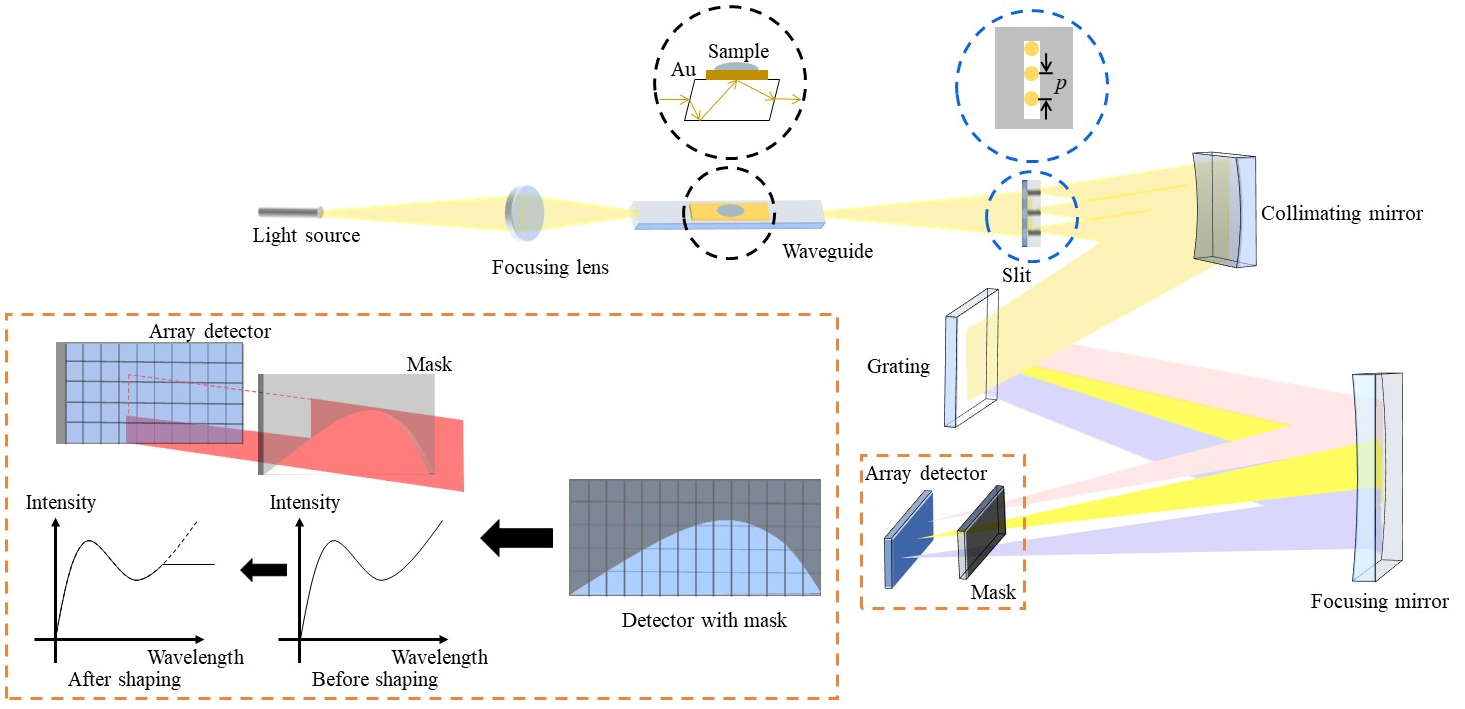 Sample
Au
p
Light source
Focusing lens
Waveguide
Slit
Collimating mirror
Grating
Array detector
Mask
Focusing mirror
Array detector
Mask
Intensity
Intensity
Detector with mask
Wavelength
Wavelength
After shaping
Before shaping